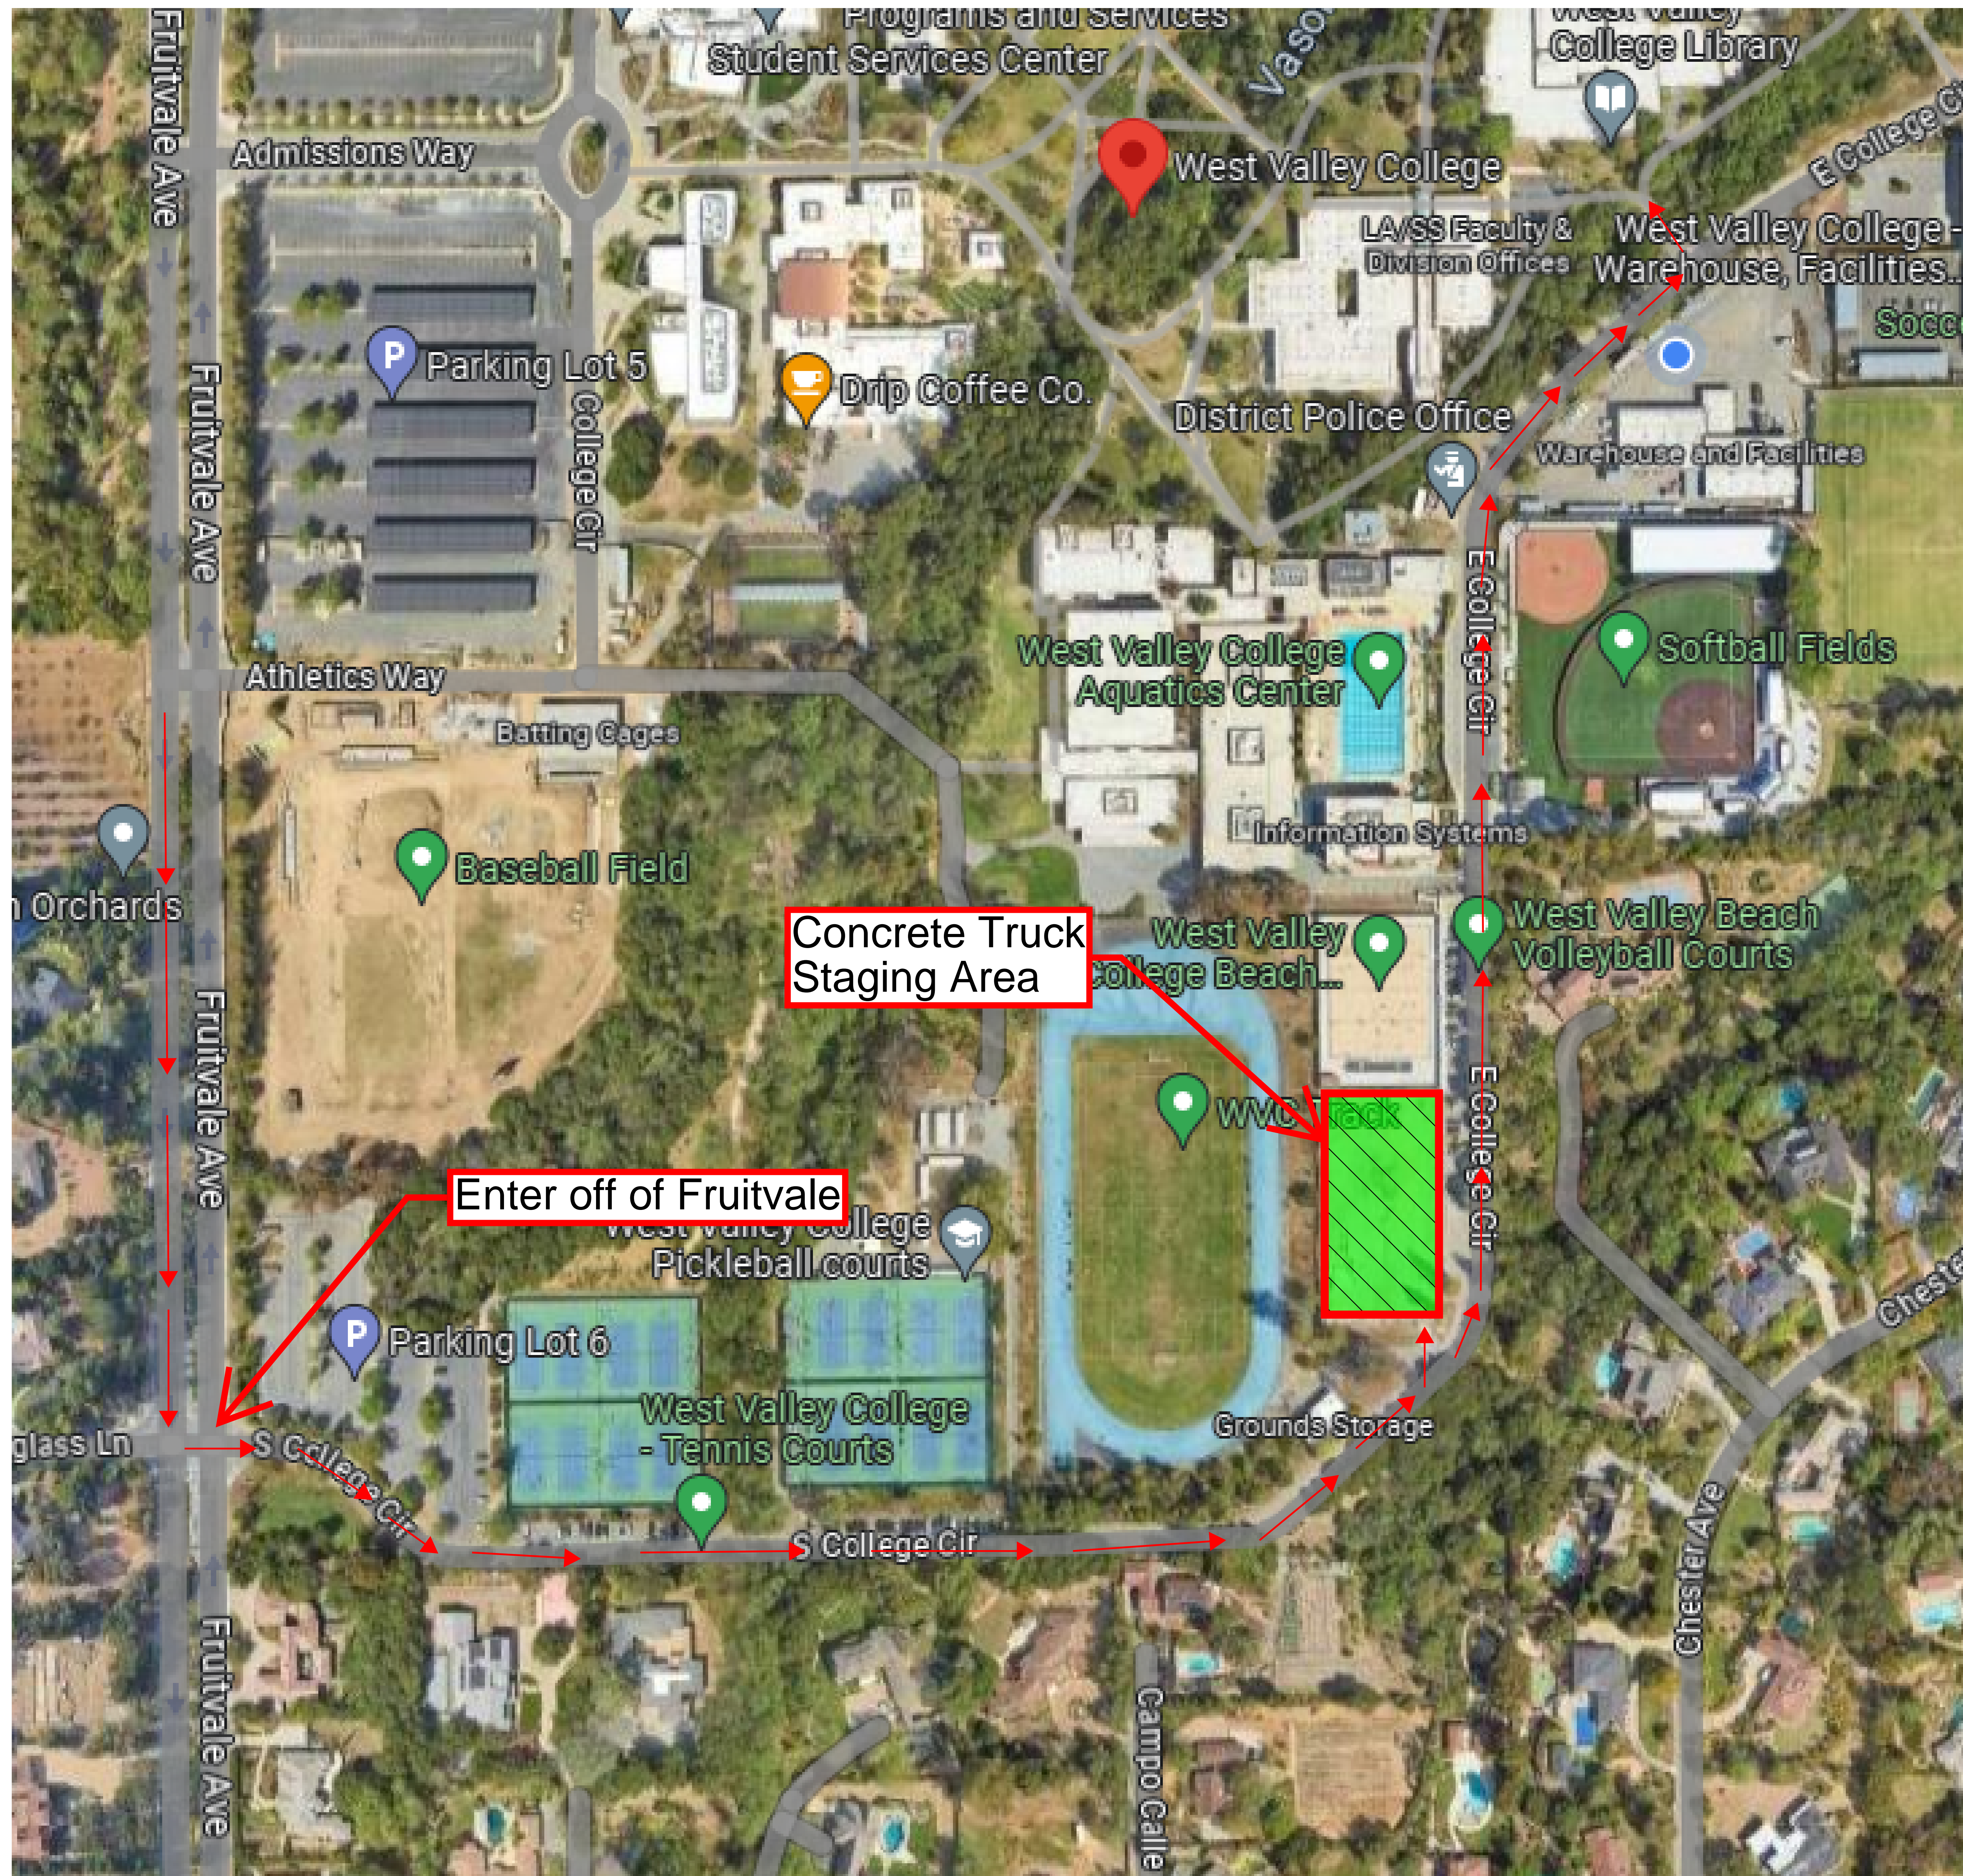 Programs and Services
Student Services Center
Vaso
West Valley
College Library
Fruitvale Ave
Admissions Way
West Valley College
E College Ci
LA/SS Faculty &
Division Offices
West Valley College -
Warehouse, Facilities...
Socce
P
Parking Lot 5
Drip Coffee Co.
Fruitvale Ave
College Cir
District Police Office
Warehouse and Facilities
E College Cir
West Valley College
Aquatics Center
Softball Fields
Athletics Way
Batting Cages
Information Systems
Baseball Field
n Orchards
Concrete Truck
Staging Area
West Valley
College Beach...
West Valley Beach
Volleyball Courts
Fruitvale Ave
WVC Track
E College Cir
Enter off of Fruitvale
West Valley College
Pickleball courts
P
Parking Lot 6
Cheste
West Valley College
- Tennis Courts
Grounds Storage
glass Ln
S College Cir
S College Cir
Chester Ave
Fruitvale Ave
Campo Calle